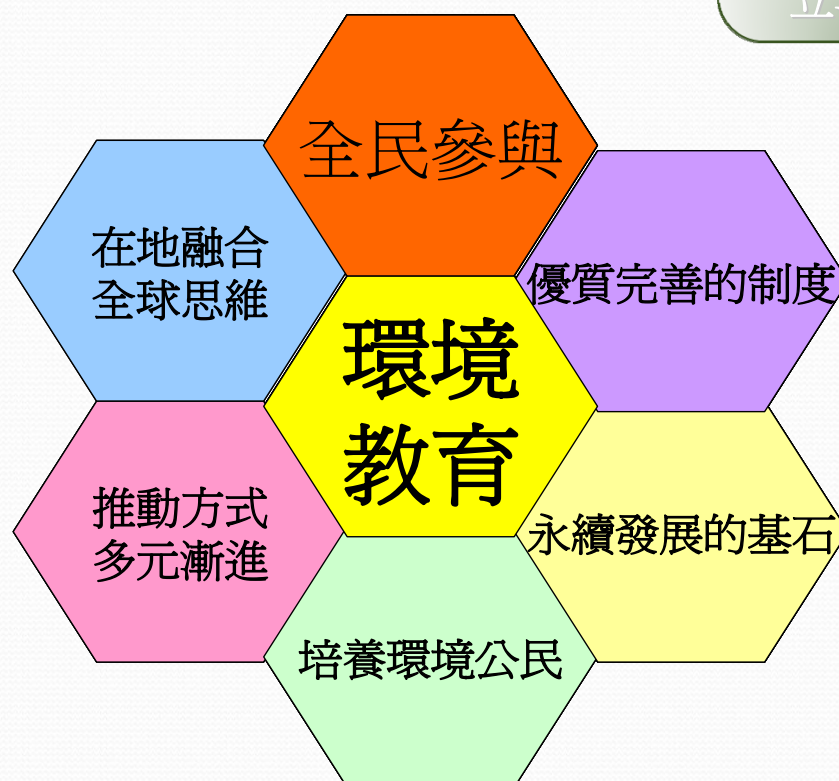 全民參與
在地融合
全球思維
優質完善的制度
環境
教育
推動方式
多元漸進
永續發展的基石
培養環境公民